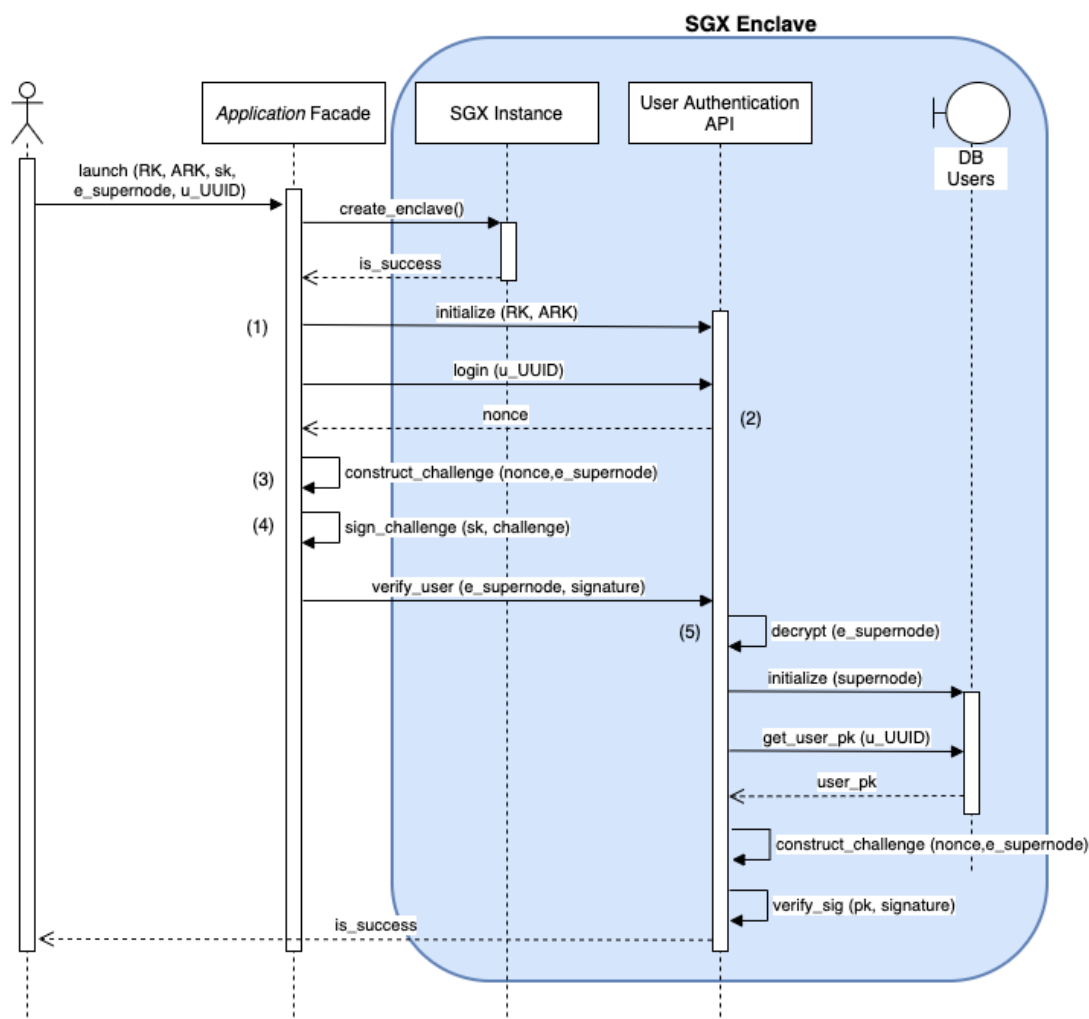 SGX Enclave
Application Facade
SGX Instance
User Authentication
API
DB
Users
launch (RK, ARK, sk,
e_supernode, u_UUID)
create_enclave()
is_success
(1)
initialize (RK, ARK)
login (u_UUID)
nonce
(2)
(3)
construct_challenge (nonce,e_supernode)
(4)
sign_challenge (sk, challenge)
verify_user (e_supernode, signature)
(5)
decrypt (e_supernode)
initialize (supernode)
get_user_pk (u_UUID)
user_pk
construct_challenge (nonce,e_supernode)
verify_sig (pk, signature)
is_success